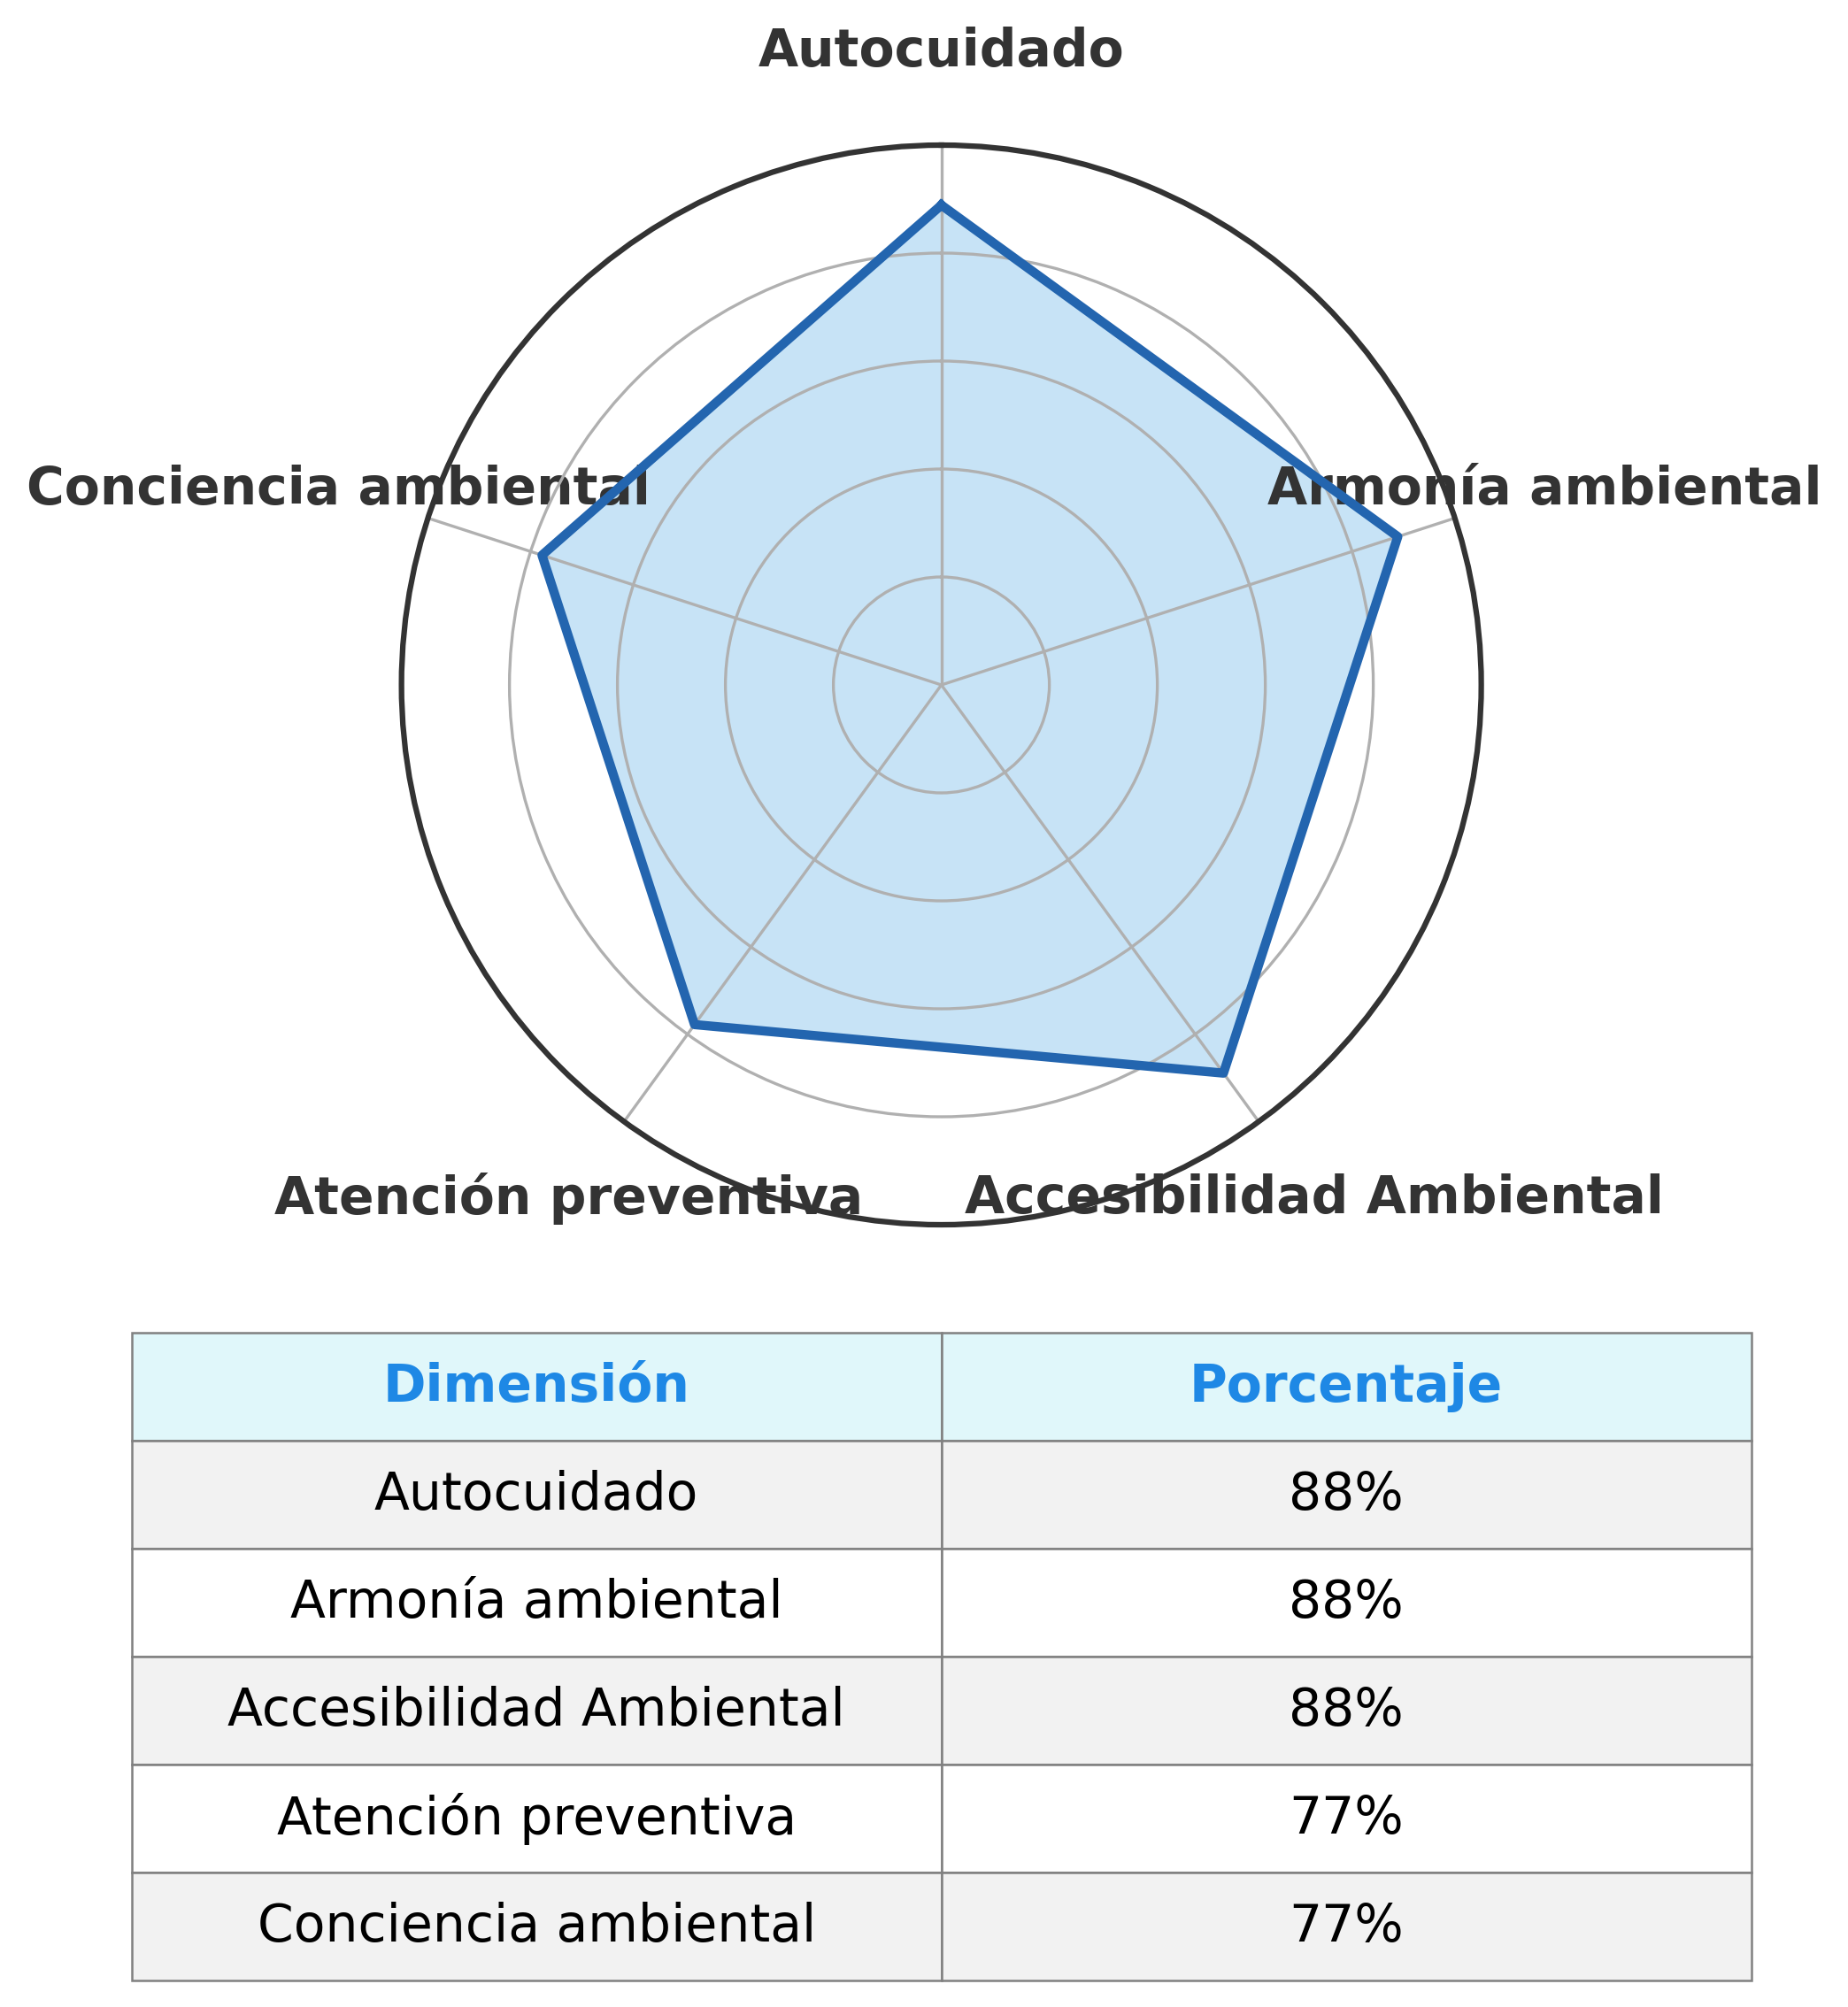 Autocuidado
Conciencia ambiental
Armonía ambiental
Atención preventiva
Accesibilidad Ambiental
Dimensión Porcentaje
Autocuidado 88%
Armonía ambiental 88%
Accesibilidad Ambiental 88%
Atención preventiva 77%
Conciencia ambiental 77%